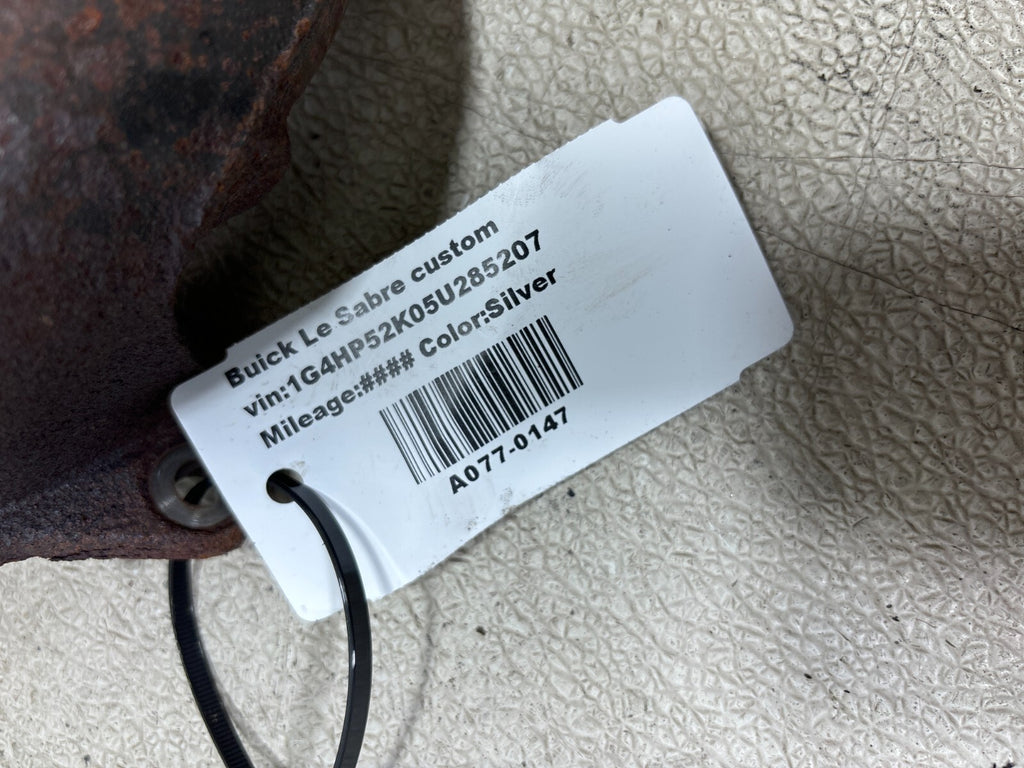 Buick Le Sabre custom
vin:1G4HP52K05U285207
Mileage:#### Color:Silver
A077-0147